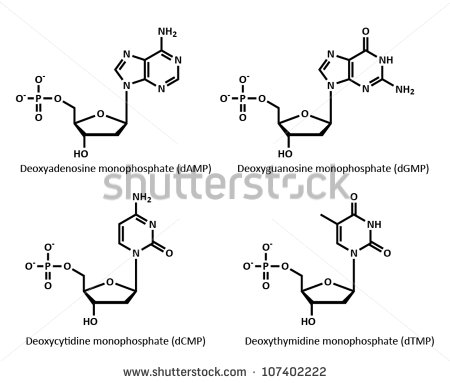 NH2
N
N
N
N
O-
O-
P
O
O
O
HO
Deoxyadenosine monophosphate (dAMP)
O
N
NH
N
N
NH2
O-
O-
P
O
O
O
HO
Deoxyguanosine monophosphate (dGMP)
shutterstock
NH2
N
N
O
O-
O-
P
O
O
O
HO
Deoxycytidine monophosphate (dCMP)
O
NH
N
O
O-
O-
P
O
O
O
HO
Deoxythymidine monophosphate (dTMP)
www.shutterstock.com · 107402222